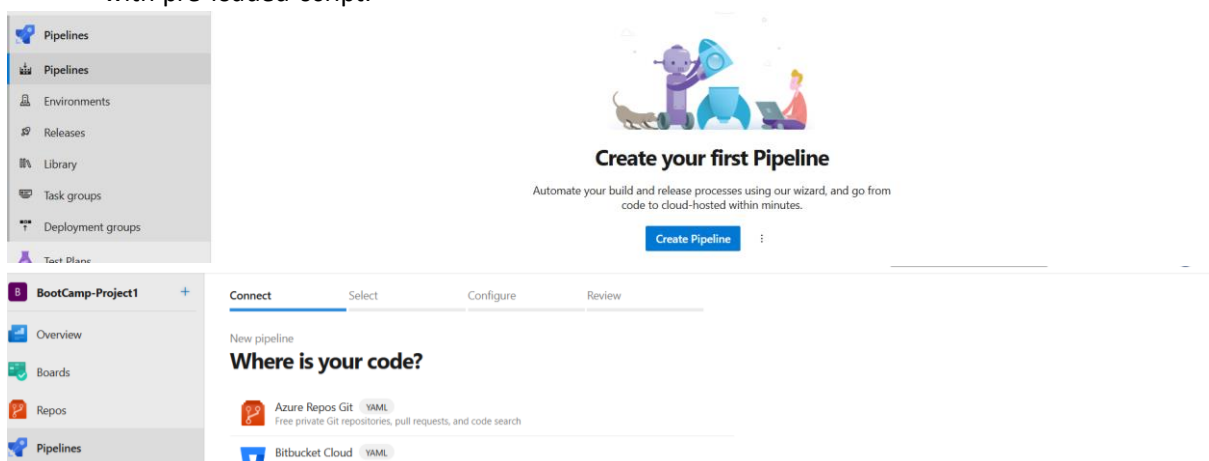 Pipelines
Pipelines
Environments
Releases
Library
Task groups
Deployment groups
Test Plans
Create your first Pipeline
Automate your build and release processes using our wizard, and go from
code to cloud-hosted within minutes.
Create Pipeline
B BootCamp-Project1 +
Overview
Boards
Repos
Pipelines
Connect Select Configure Review
New pipeline
Where is your code?
Azure Repos Git YAML
Free private Git repositories, pull requests, and code search
Bitbucket Cloud YAML